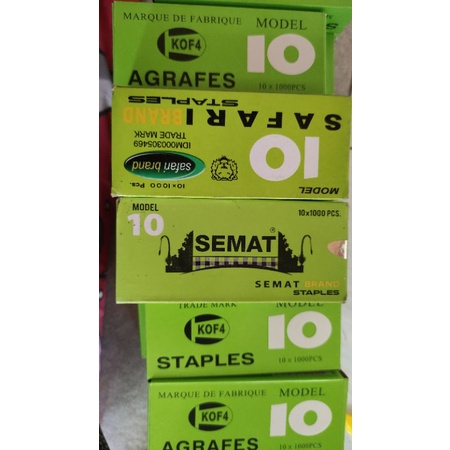 MARQUE DE FABRIQUE MODEL
KOF4 10
AGRAFES 10 x 1000PCS
MODEL 10 SAFARI BRAND STAPLES
TRADE MARK
IDM000305469
safari brand
10×1000 Pcs.
MODEL
10
10x1000 PCS.
SEMAT®
SEMAT BRAND
STAPLES
TRADE MARK MODEL
KOF4 10
STAPLES 10 x 1000PCS
MARQUE DE FABRIQUE MODEL
KOF4 10
AGRAFES 10 x 1000PCS